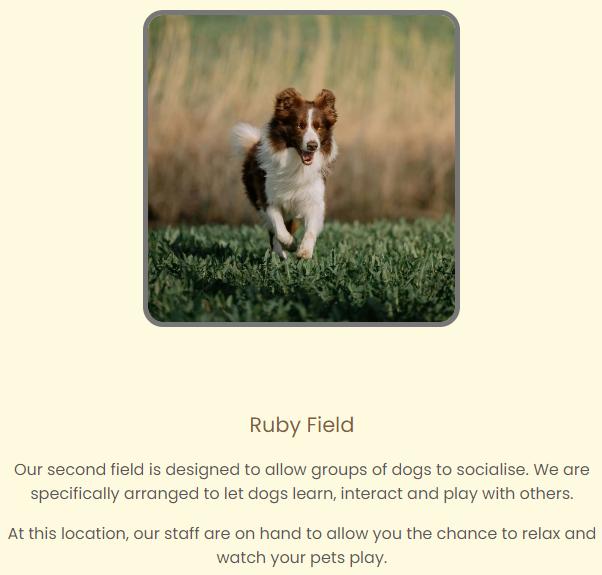 Ruby Field
Our second field is designed to allow groups of dogs to socialise. We are
specifically arranged to let dogs learn, interact and play with others.
At this location, our staff are on hand to allow you the chance to relax and
watch your pets play.